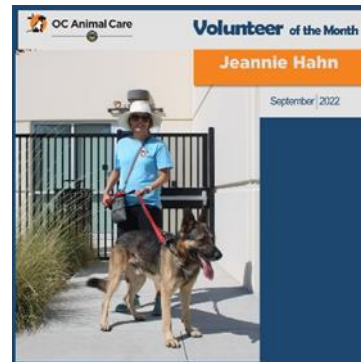 OC Animal Care
Volunteer of the Month
Jeannie Hahn
September 2022